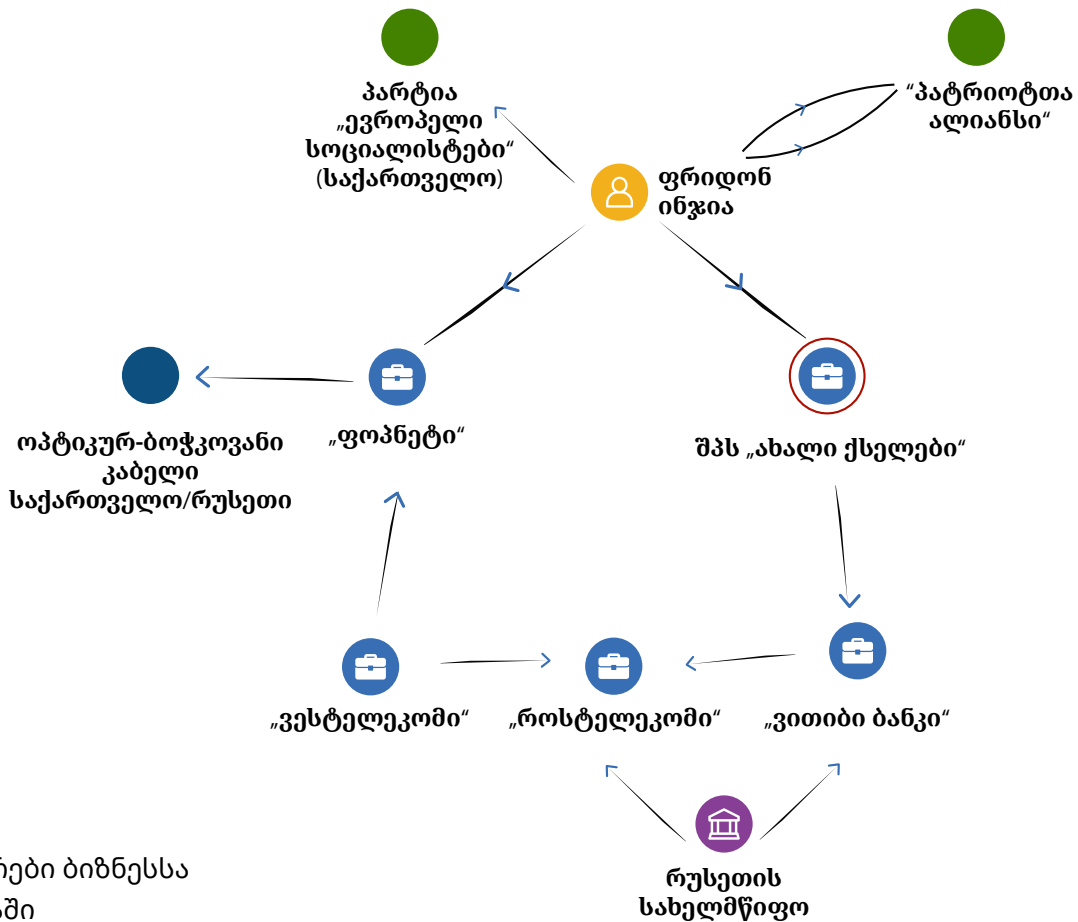 პარტია
„ევროპელი
სოციალისტები“
(საქართველო)
“პატრიოტთა
ალიანსი“
ფრიდონ
ინჯია
ოპტიკურ-ბოჭკოვანი
კაბელი
საქართველო/რუსეთი
„ფოპნეტი“
შპს „ახალი ქსელები“
„ვესტელეკომი“
„როსტელეკომი“
„ვითიბი ბანკი“
რუსეთის
სახელმწიფო
ბიზნესსა